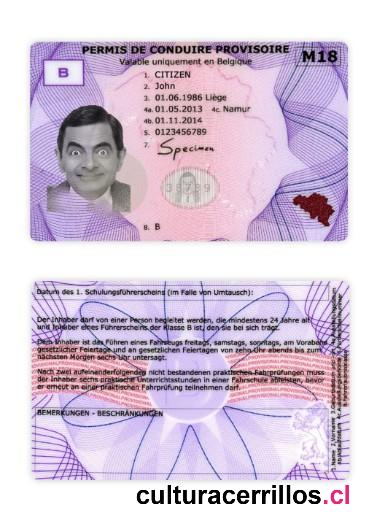 PERMIS DE CONDUIRE PROVISOIRE
Valable uniquement en Belgique
M18
B
1. CITIZEN
2. John
3. 01.06.1986 Liège
4a. 01.05.2013 4c. Namur
4b. 01.11.2014
5. 0123456789
7.
Specimen
8. B
Datum des 1. Schulungsführerscheins (im Falle von Umtausch):
Der Inhaber darf von einer Person begleitet werden, die mindestens 24 Jahre alt
und Inhaber eines Führerscheins der Klasse B ist, den sie bei sich trägt.
Dem Inhaber ist das Führen eines Fahrzeugs freitags, samstags, sonntags, am Vorabend
gesetzlicher Feiertage und an gesetzlichen Feiertagen von zehn Uhr abends bis zum
nächsten Morgen sechs Uhr untersagt.
Nach zwei aufeinanderfolgenden nicht bestandenen praktischen Fahrprüfungen muss
der Inhaber sechs praktische Unterrichtsstunden in einer Fahrschule ableisten, bevor
er erneut an einer praktischen Fahrprüfung teilnehmen darf.
BEMERKUNGEN - BESCHRÄNKUNGEN
culturacerrillos.cl